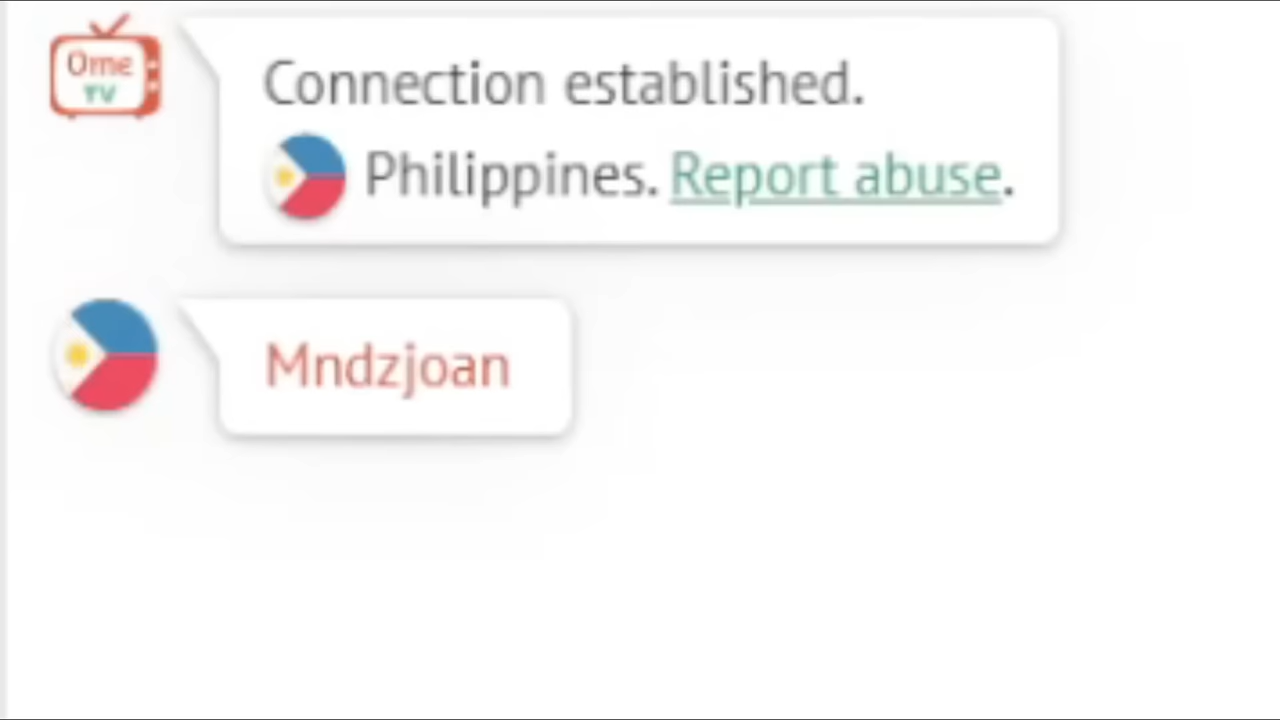 Ome
TV
Connection established.
Philippines. Report abuse.
Mndzjoan